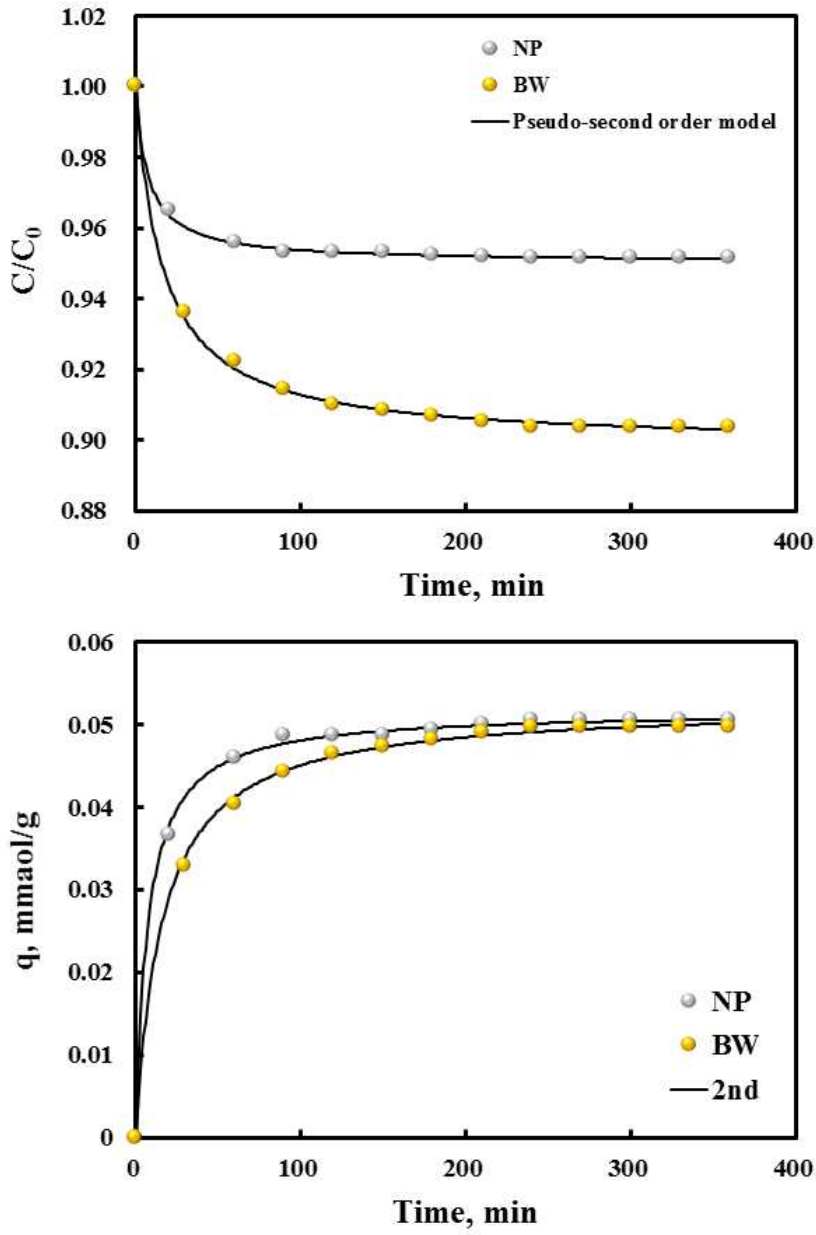 1.02
1.00
0.98
0.96
0.94
0.92
0.90
0.88
C/C0
NP
BW
Pseudo-second order model
0 100 200 300 400
Time, min
0.06
0.05
0.04
0.03
0.02
0.01
0
q, mmaol/g
NP
BW
2nd
0 100 200 300 400
Time, min